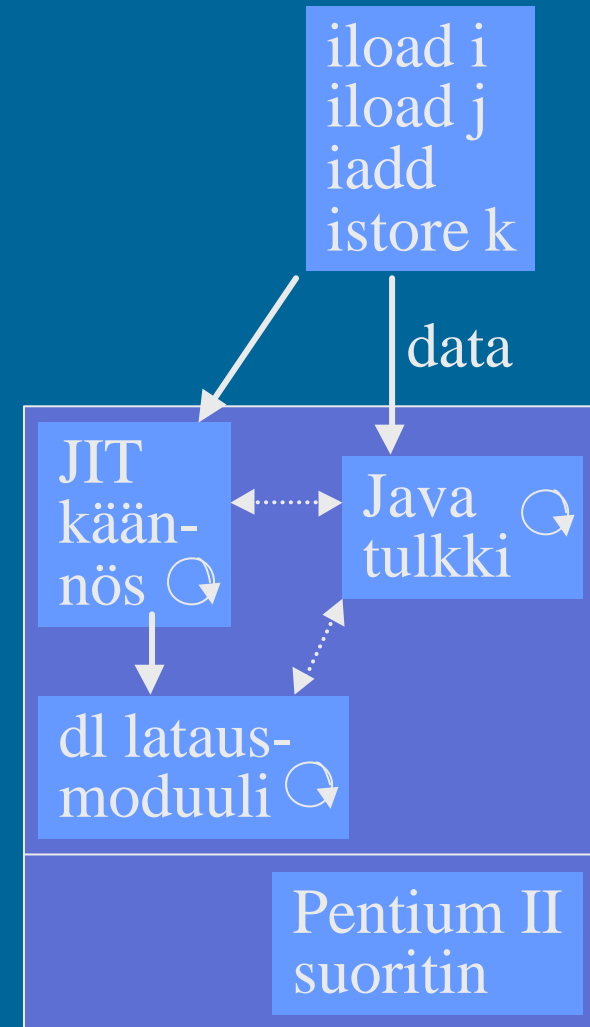 iload i
iload j
iadd
istore k
data
JIT
kään-
nös
Java
tulkki
dl lataus-
moduuli
Pentium II
suoritin